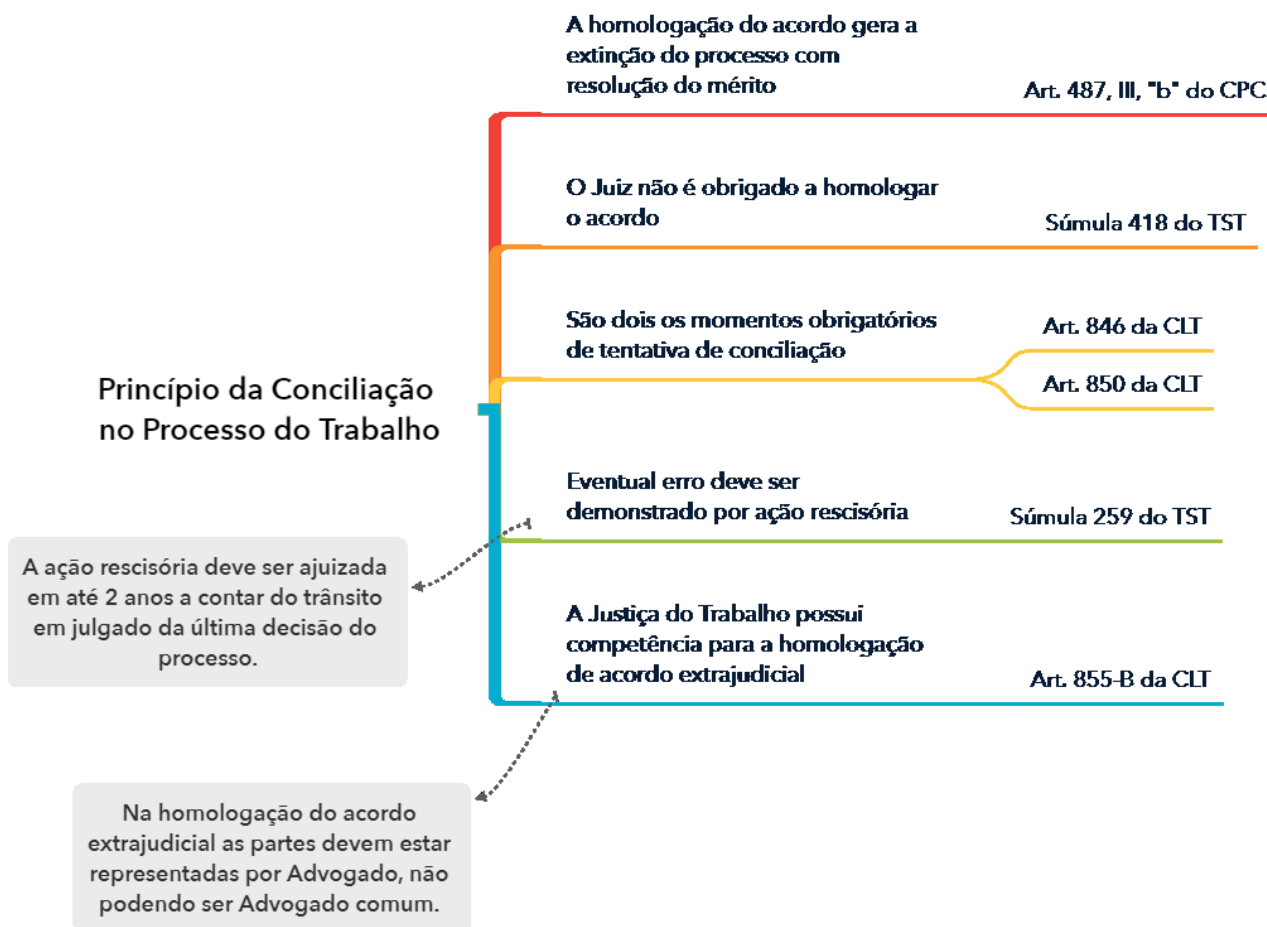 A homologação do acordo gera a
extinção do processo com
resolução do mérito
Art. 487, III, "b" do CPC
O Juiz não é obrigado a homologar
o acordo
Súmula 418 do TST
São dois os momentos obrigatórios
de tentativa de conciliação
Art. 846 da CLT
Art. 850 da CLT
Princípio da Conciliação
no Processo do Trabalho
Eventual erro deve ser
demonstrado por ação rescisória
Súmula 259 do TST
A ação rescisória deve ser ajuizada
em até 2 anos a contar do trânsito
em julgado da última decisão do
processo.
A Justiça do Trabalho possui
competência para a homologação
de acordo extrajudicial
Art. 855-B da CLT
Na homologação do acordo
extrajudicial as partes devem estar
representadas por Advogado, não
podendo ser Advogado comum.